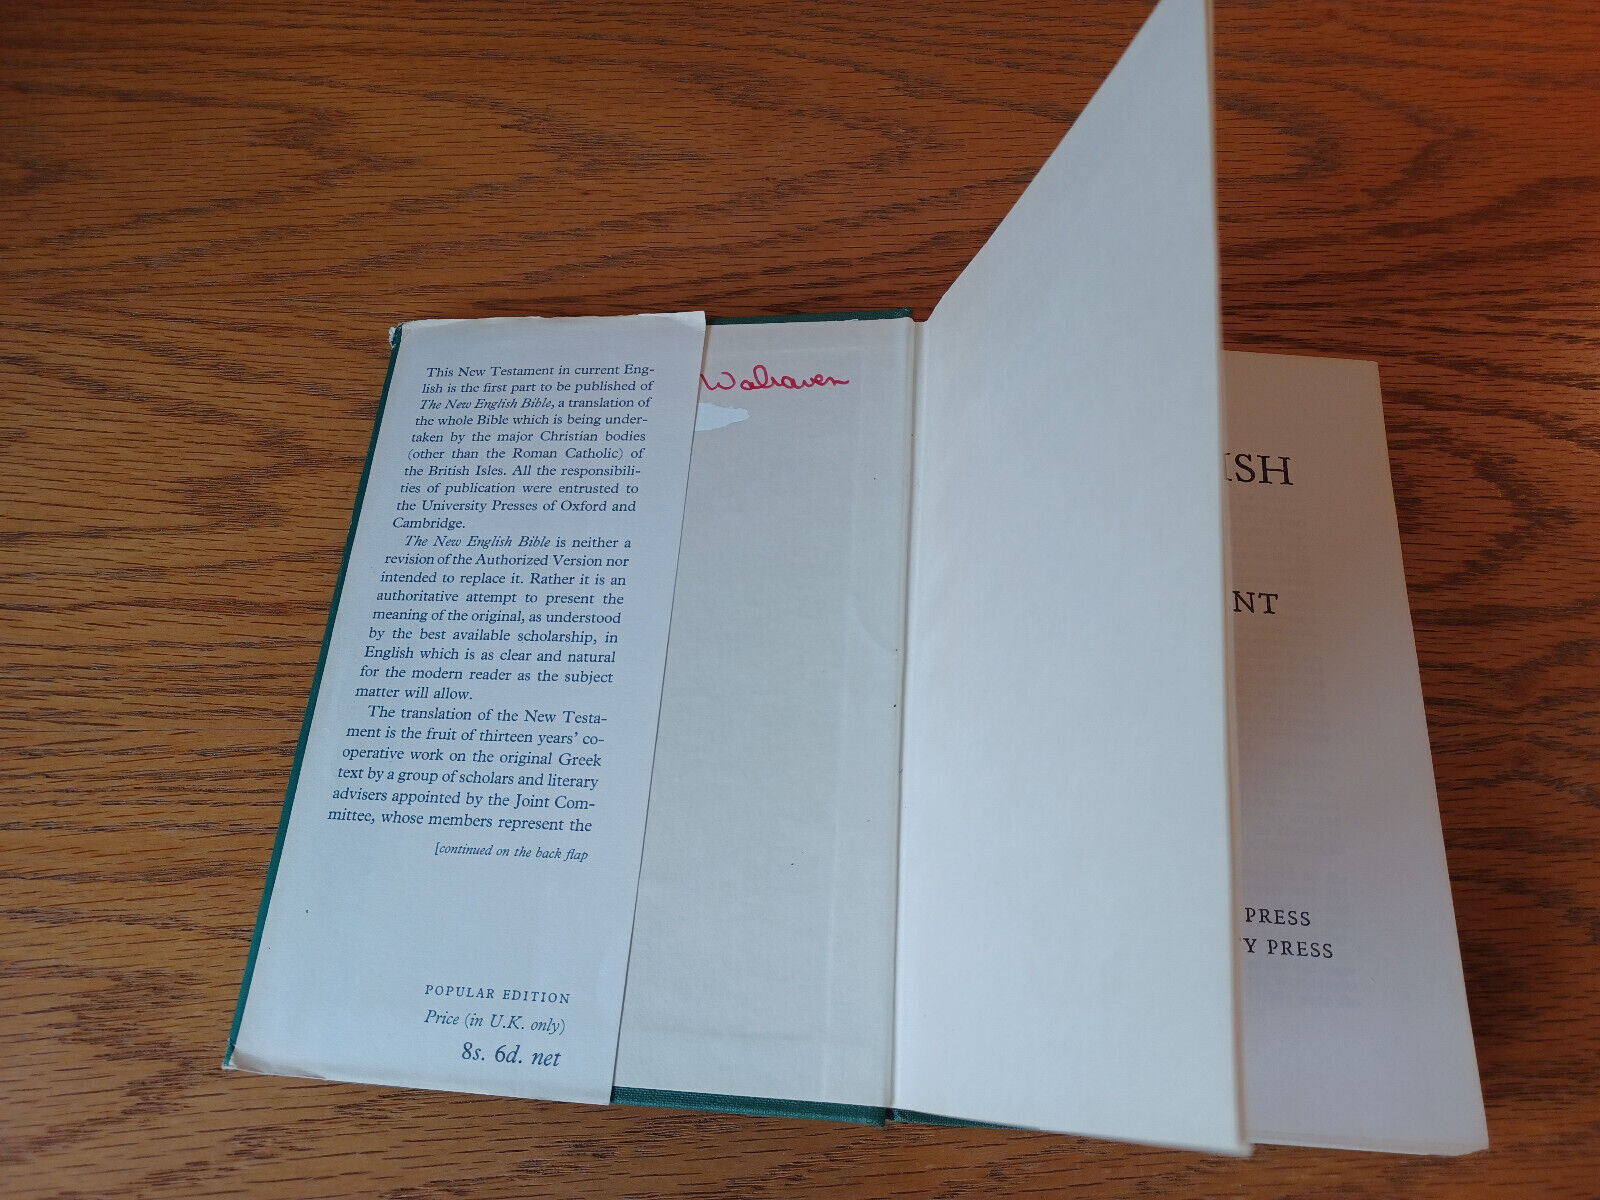 This New Testament in current Eng-
lish is the first part to be published of
The New English Bible, a translation of
the whole Bible which is being under-
taken by the major Christian bodies
(other than the Roman Catholic) of
the British Isles. All the responsibili-
ties of publication were entrusted to
the University Presses of Oxford and
Cambridge.
The New English Bible is neither a
revision of the Authorized Version nor
intended to replace it. Rather it is an
authoritative attempt to present the
meaning of the original, as understood
by the best available scholarship, in
English which is as clear and natural
for the modern reader as the subject
matter will allow.
The translation of the New Testa-
ment is the fruit of thirteen years' co-
operative work on the original Greek
text by a group of scholars and literary
advisers appointed by the Joint Com-
mittee, whose members represent the
[continued on the back flap
POPULAR EDITION
Price (in U.K. only)
8s. 6d. net
Walraven
ISH
NT
PRESS
Y PRESS